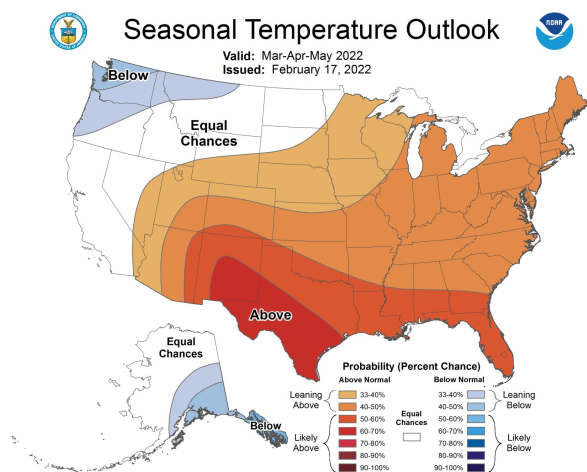 Seasonal Temperature Outlook
NOAA
Valid: Mar-Apr-May 2022
Issued: February 17, 2022
Below
Equal
Chances
Above
Equal
Chances
Below
Probability (Percent Chance)
Above Normal
Below Normal
Leaning
Above
33-40%
40-50%
Likely
Above
50-60%
60-70%
70-80%
80-90%
90-100%
Equal
Chances
33-40%
40-50%
Leaning
Below
50-60%
60-70%
70-80%
80-90%
90-100%
Likely
Below